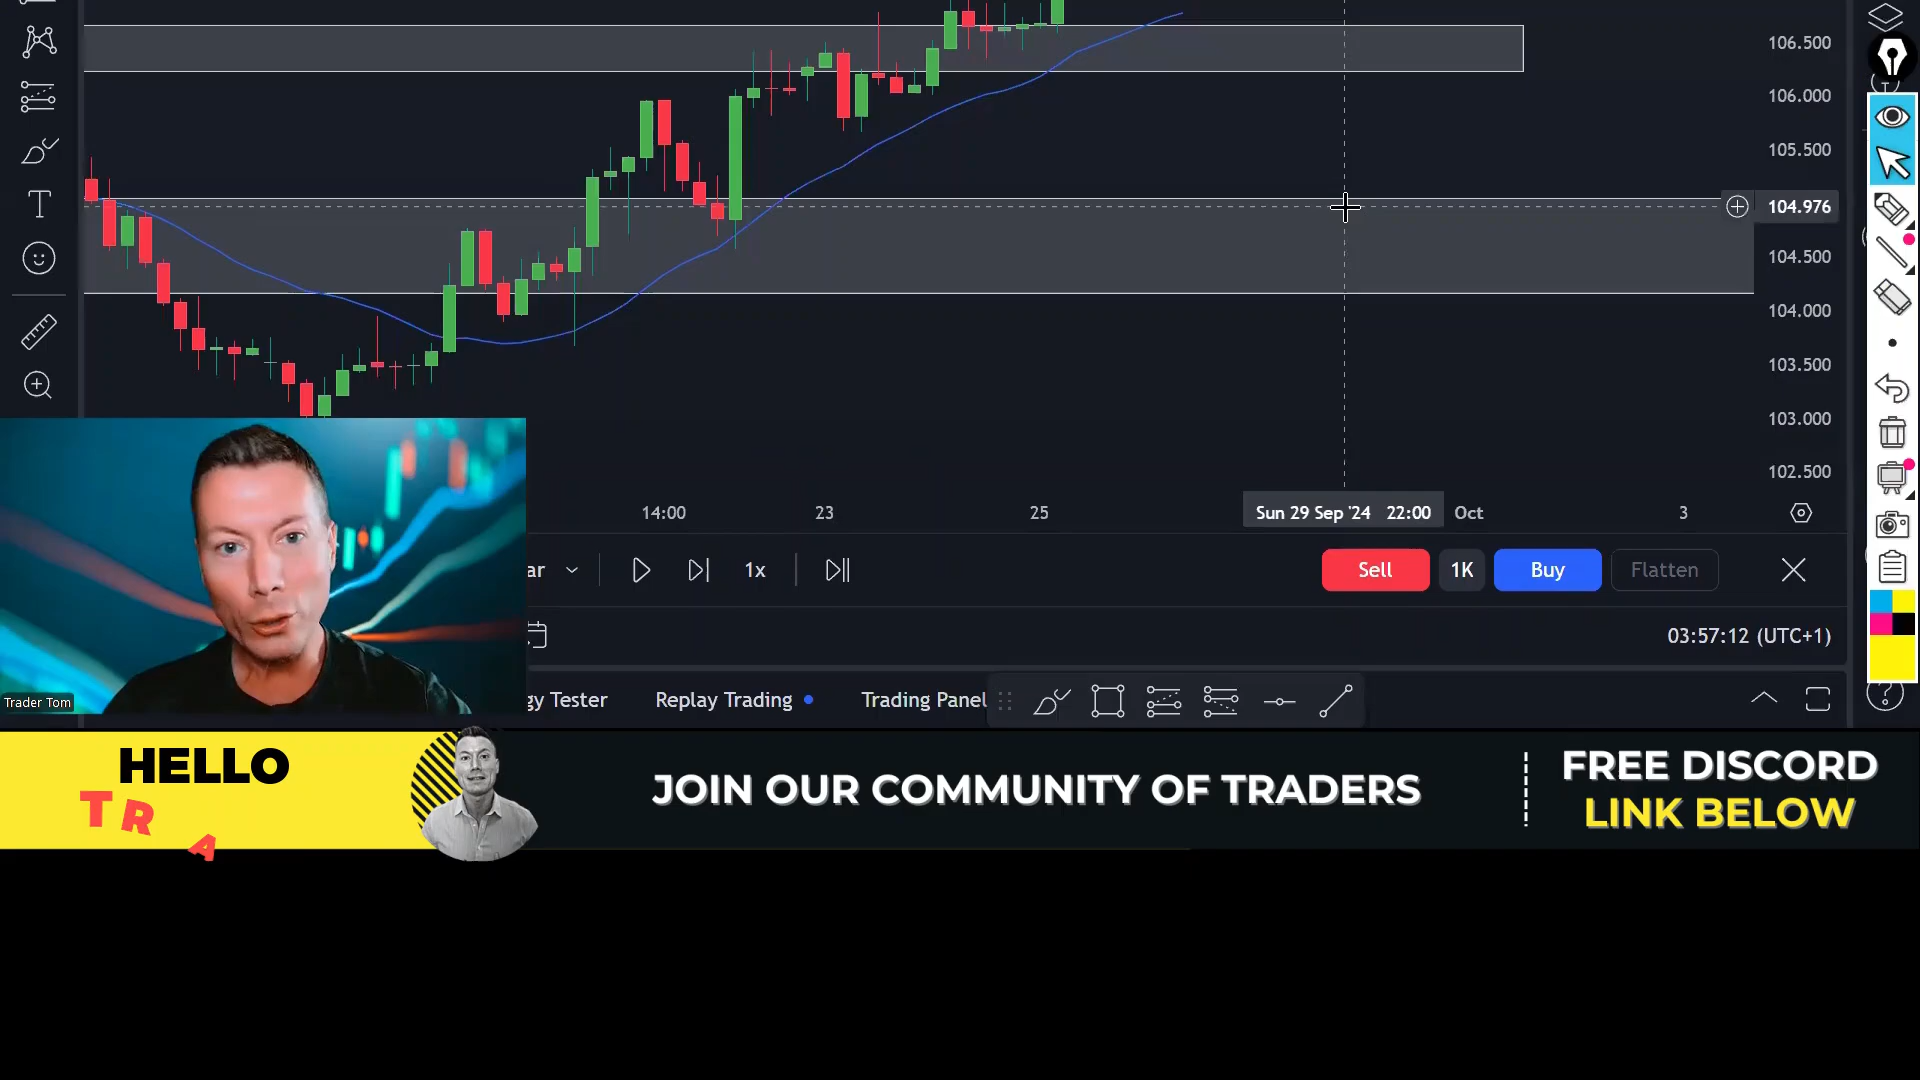 106.500
106.000
105.500
104.976
104.500
104.000
103.500
103.000
102.500
14:00
23
25
Sun 29 Sep '24 22:00
Oct
3
ar
1x
Sell
1K
Buy
Flatten
03:57:12 (UTC+1)
Trader Tom
gy Tester
Replay Trading
Trading Panel
HELLO
TRA
JOIN OUR COMMUNITY OF TRADERS
FREE DISCORD
LINK BELOW